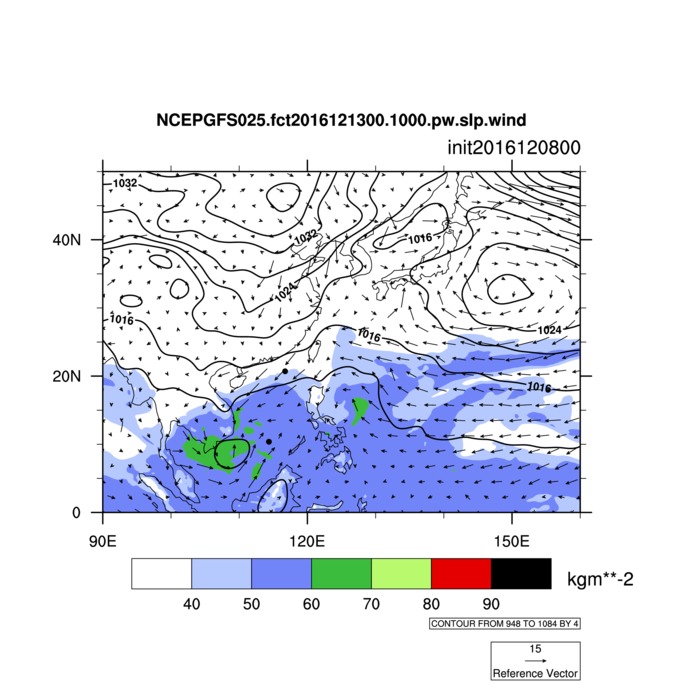 NCEPGFS025.fct2016121300.1000.pw.slp.wind
init2016120800
1032
40N
1032
1016
1024
1016
1016
1024
20N
1016
0
90E 120E 150E
40 50 60 70 80 90
kgm**-2
CONTOUR FROM 948 TO 1084 BY 4
15
Reference Vector